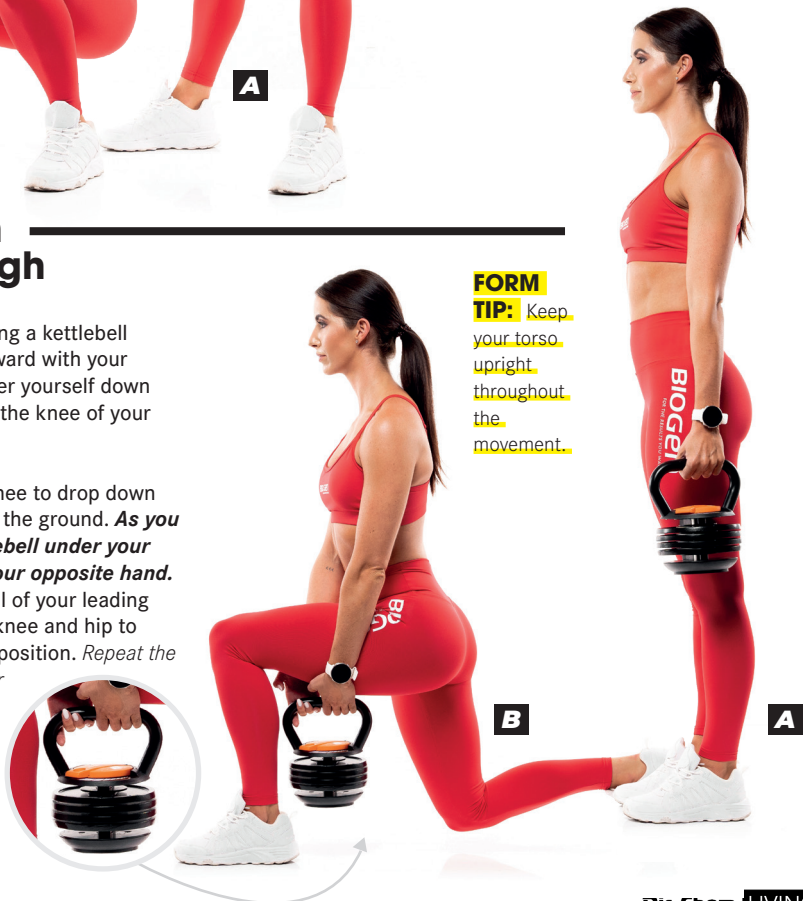 A
gh
ng a kettlebell
ward with your
er yourself down
the knee of your
nee to drop down
the ground. As you
ebell under your
our opposite hand.
l of your leading
knee and hip to
position. Repeat the
FORM
TIP: Keep
your torso
upright
throughout
the
movement.
BIOGen
B
A
LIVING